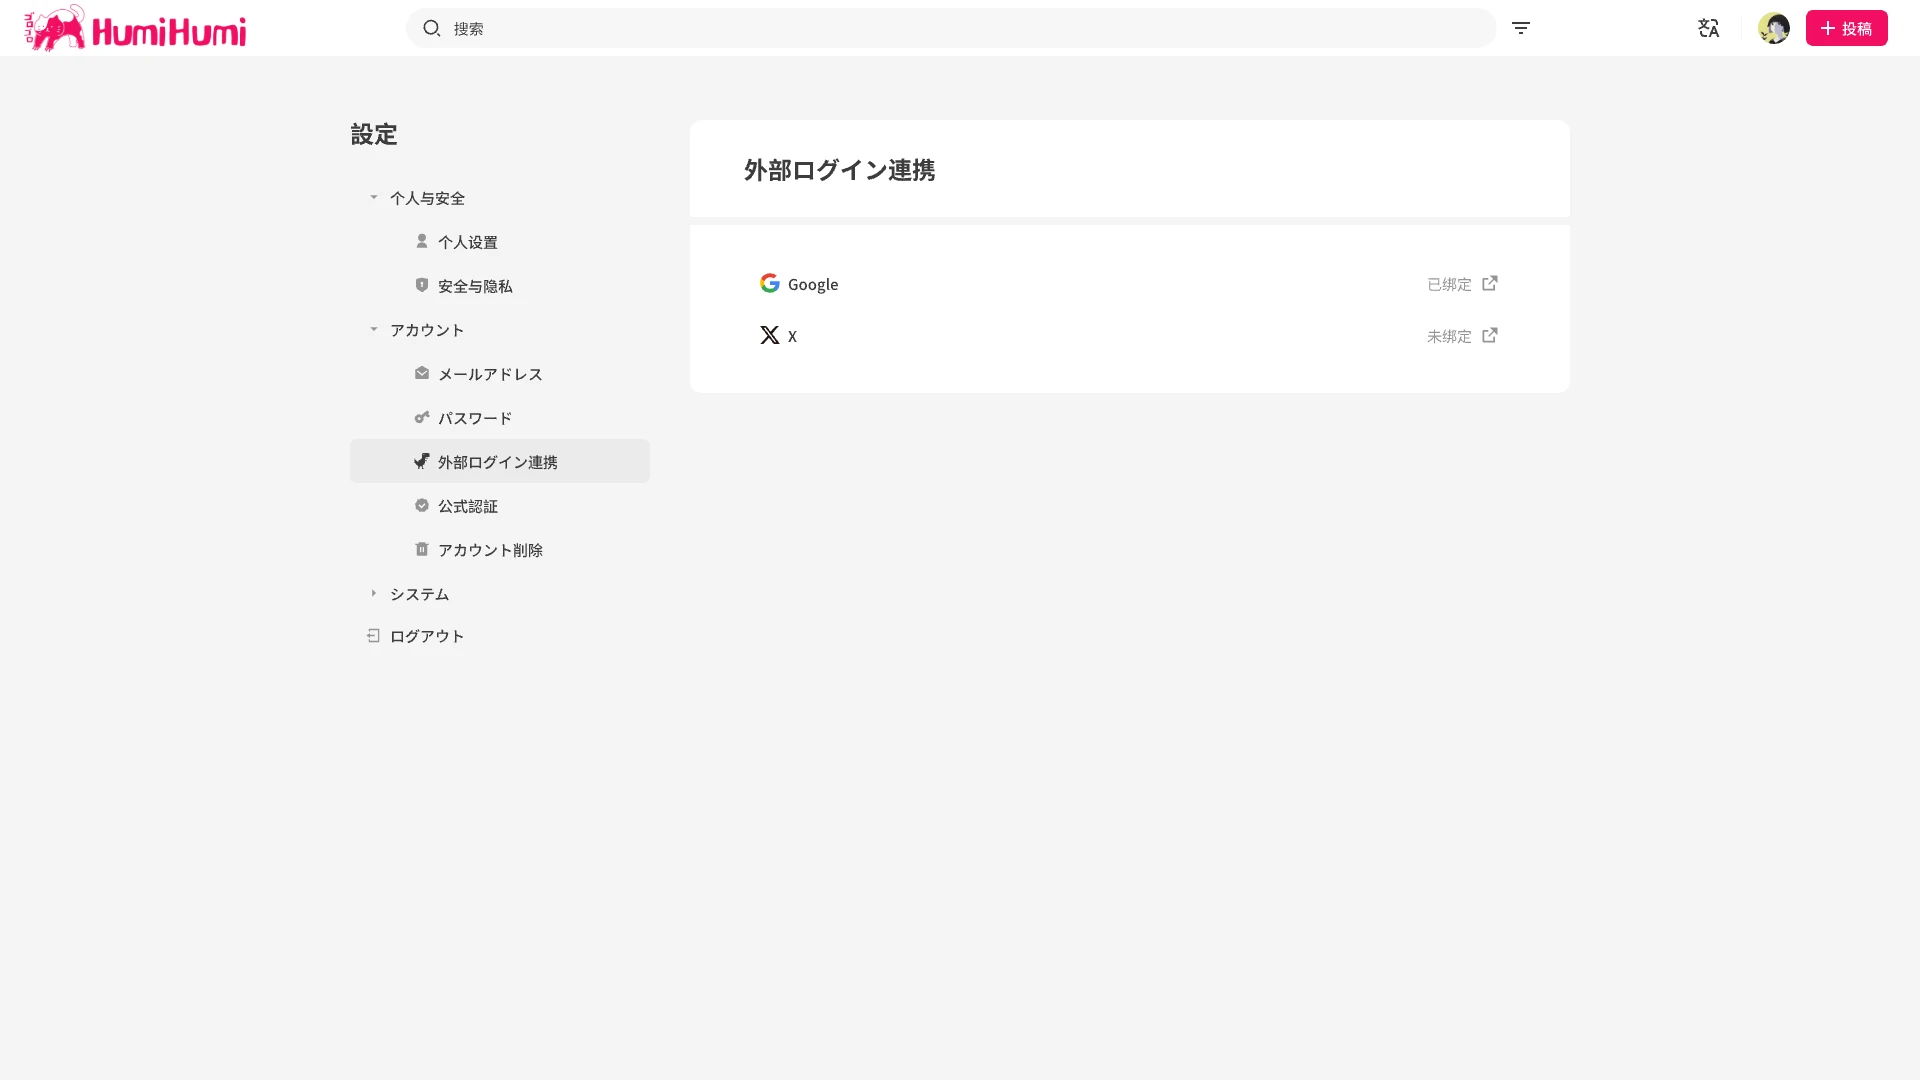 ゴロゴロ
HumiHumi
搜索
投稿
設定
个人与安全
个人设置
安全与隐私
アカウント
メールアドレス
パスワード
外部ログイン連携
公式認証
アカウント削除
システム
ログアウト
外部ログイン連携
Google
已绑定
X
未绑定